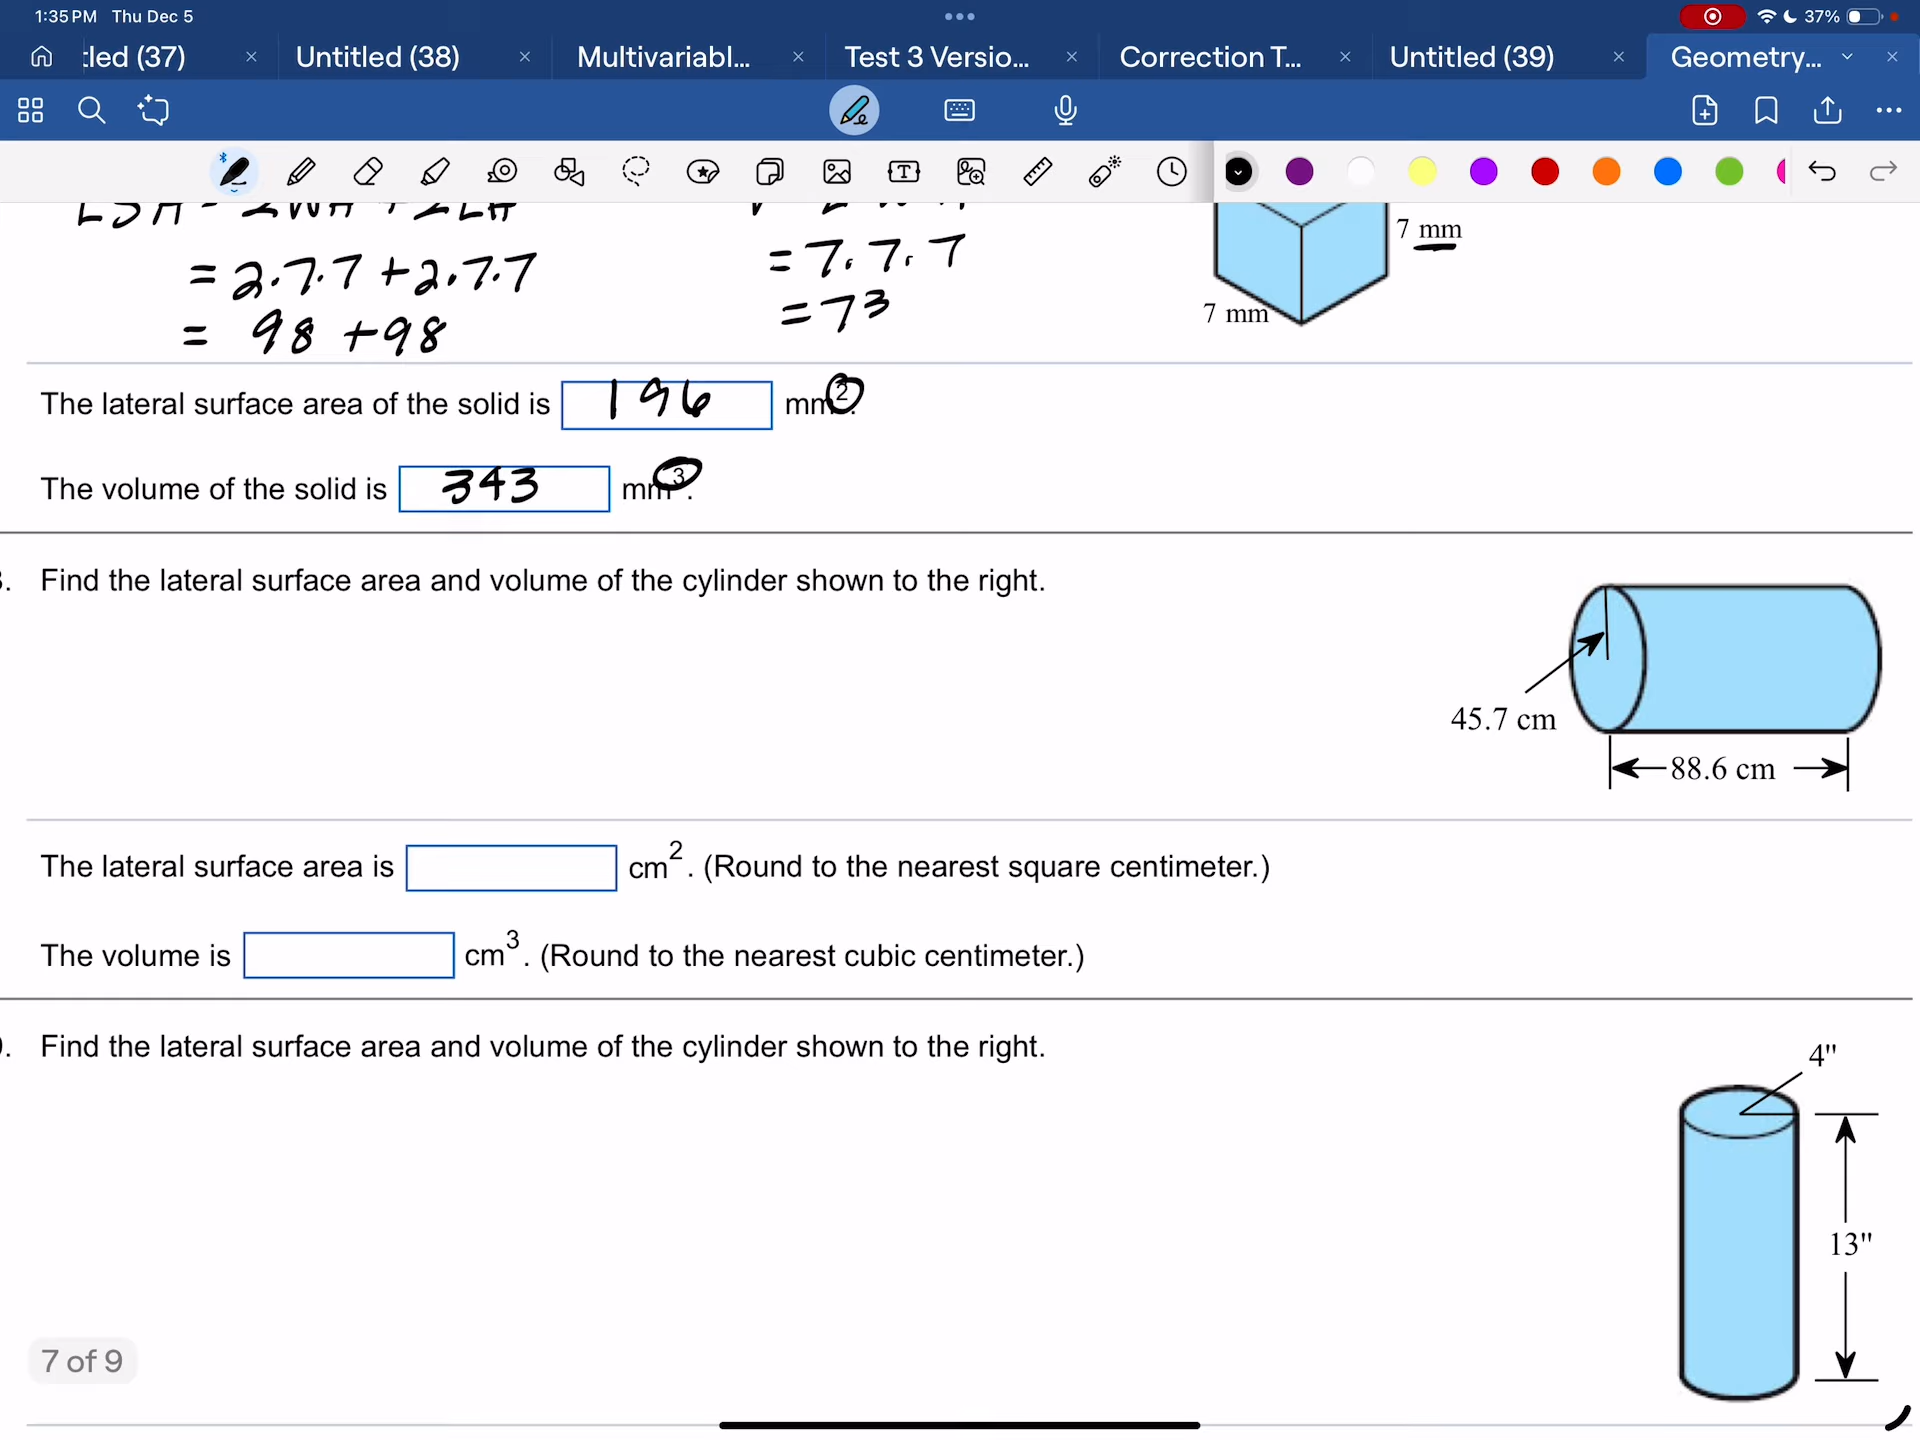 1:35 PM Thu Dec 5
37%
:led (37) Untitled (38) Multivariabl... Test 3 Versio... Correction T... Untitled (39) Geometry...
LSA = 2WH + 2LH
= 2·7·7 + 2·7·7
= 98 + 98
= 7·7·7
= 7³
7 mm
7 mm
The lateral surface area of the solid is 196 mm².
The volume of the solid is 343 mm³.
Find the lateral surface area and volume of the cylinder shown to the right.
45.7 cm
88.6 cm
The lateral surface area is cm². (Round to the nearest square centimeter.)
The volume is cm³. (Round to the nearest cubic centimeter.)
Find the lateral surface area and volume of the cylinder shown to the right.
4"
13"
7 of 9